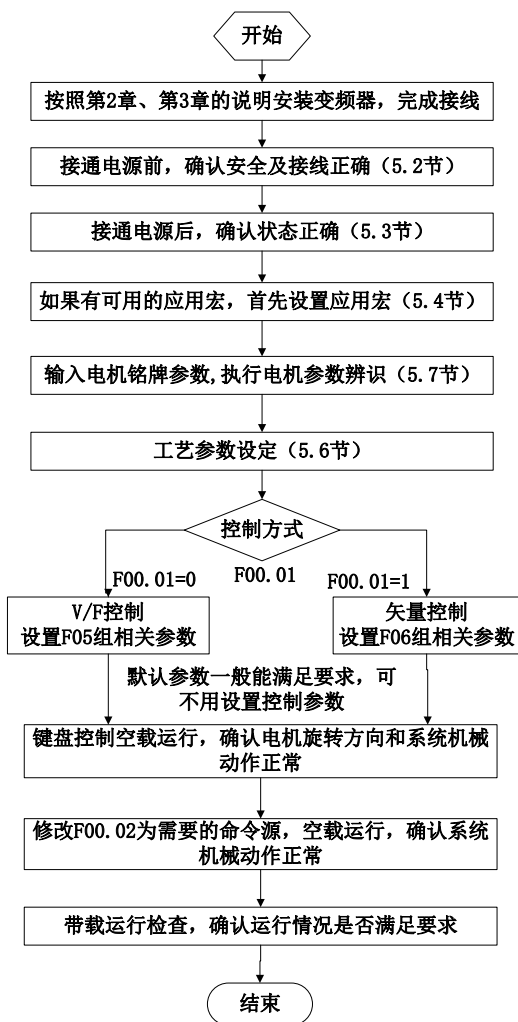 开始
按照第2章、第3章的说明安装变频器，完成接线
接通电源前，确认安全及接线正确（5.2节）
接通电源后，确认状态正确（5.3节）
如果有可用的应用宏，首先设置应用宏（5.4节）
输入电机铭牌参数,执行电机参数辨识（5.7节）
工艺参数设定（5.6节）
控制方式
F00.01
F00.01=0
F00.01=1
V/F控制
设置F05组相关参数
矢量控制
设置F06组相关参数
默认参数一般能满足要求，可
不用设置控制参数
键盘控制空载运行，确认电机旋转方向和系统机械
动作正常
修改F00.02为需要的命令源，空载运行，确认系统
机械动作正常
带载运行检查，确认运行情况是否满足要求
结束